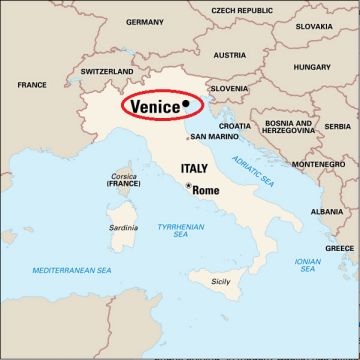 GERMANY
CZECH REPUBLIC
SLOVAKIA
AUSTRIA
HUNGARY
SWITZERLAND
FRANCE
SLOVENIA
Venice
CROATIA
BOSNIA AND
HERZEGOVINA
SERBIA
SAN MARINO
ADRIATIC SEA
MONTENEGRO
ITALY
Corsica
(FRANCE)
Rome
ALBANIA
Sardinia
TYRRHENIAN
SEA
GREECE
IONIAN
SEA
MEDITERRANEAN SEA
Sicily